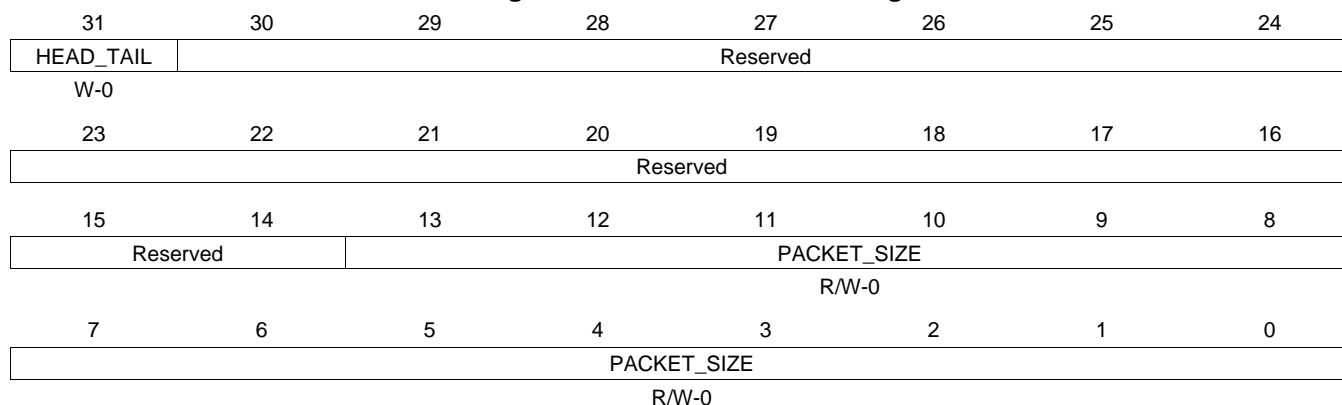 31 30 29 28 27 26 25 24
HEAD_TAIL Reserved
W-0
23 22 21 20 19 18 17 16
Reserved
15 14 13 12 11 10 9 8
Reserved PACKET_SIZE
R/W-0
7 6 5 4 3 2 1 0
PACKET_SIZE
R/W-0